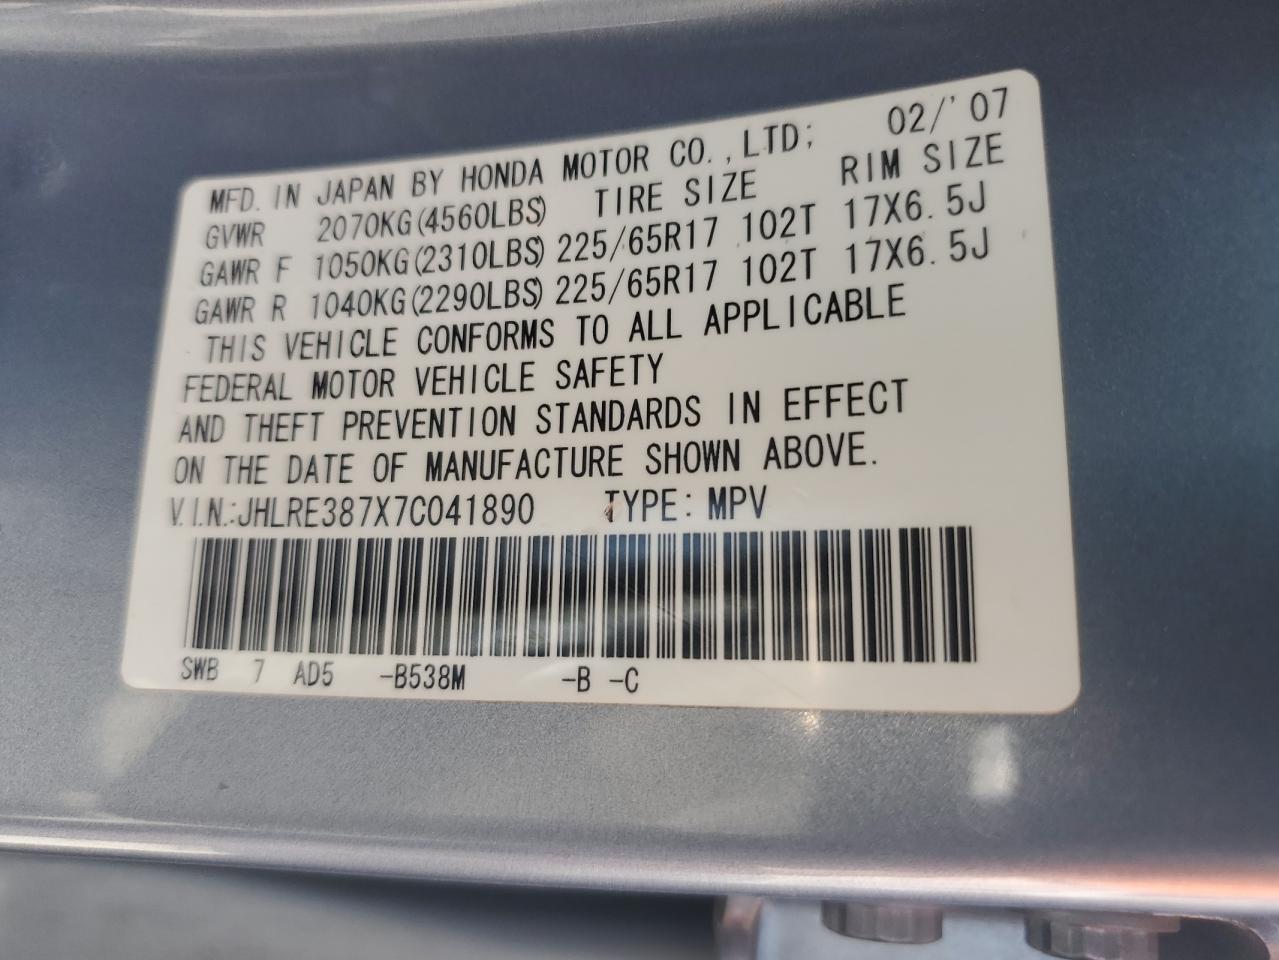 MFD. IN JAPAN BY HONDA MOTOR CO., LTD; 02/'07
GVWR 2070KG(4560LBS) TIRE SIZE RIM SIZE
GAWR F 1050KG(2310LBS) 225/65R17 102T 17X6.5J
GAWR R 1040KG(2290LBS) 225/65R17 102T 17X6.5J
THIS VEHICLE CONFORMS TO ALL APPLICABLE
FEDERAL MOTOR VEHICLE SAFETY
AND THEFT PREVENTION STANDARDS IN EFFECT
ON THE DATE OF MANUFACTURE SHOWN ABOVE.
V.I.N.:JHLRE387X7C041890 TYPE: MPV
SWB 7 AD5 -B538M -B -C